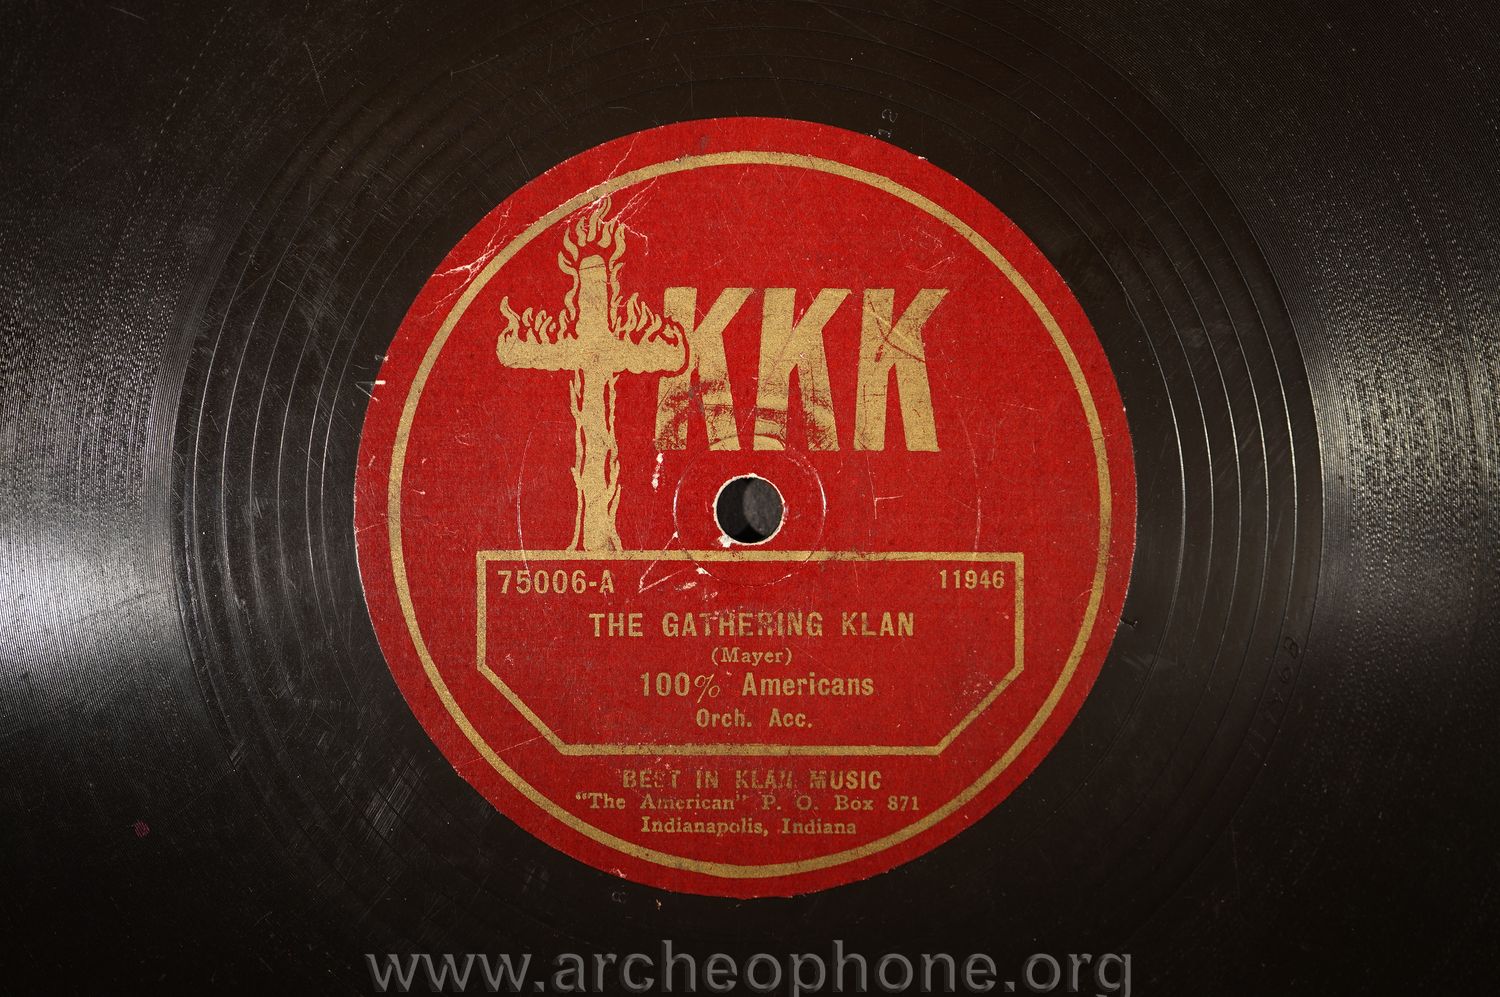 KKK
75006-A
11946
THE GATHERING KLAN
(Mayer)
100% Americans
Orch. Acc.
BEST IN KLAN MUSIC
"The American" P. O. Box 871
Indianapolis, Indiana
12
www.archeophone.org